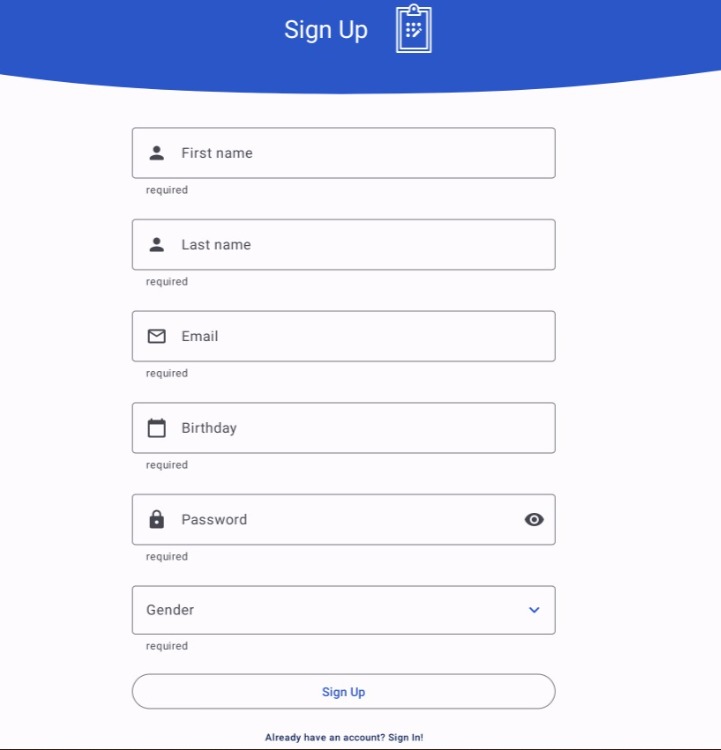 Sign Up
First name
required
Last name
required
Email
required
Birthday
required
Password
required
Gender
required
Sign Up
Already have an account? Sign In!